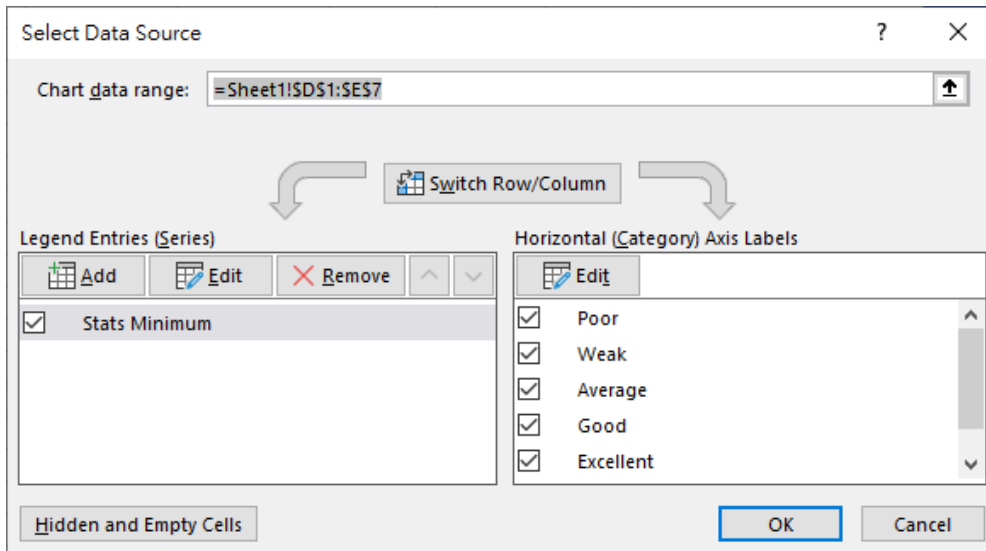 Select Data Source
?
Chart data range: =Sheet1!$D$1:$E$7
Switch Row/Column
Legend Entries (Series)
Add Edit Remove
Stats Minimum
Horizontal (Category) Axis Labels
Edit
Poor
Weak
Average
Good
Excellent
Hidden and Empty Cells
OK Cancel